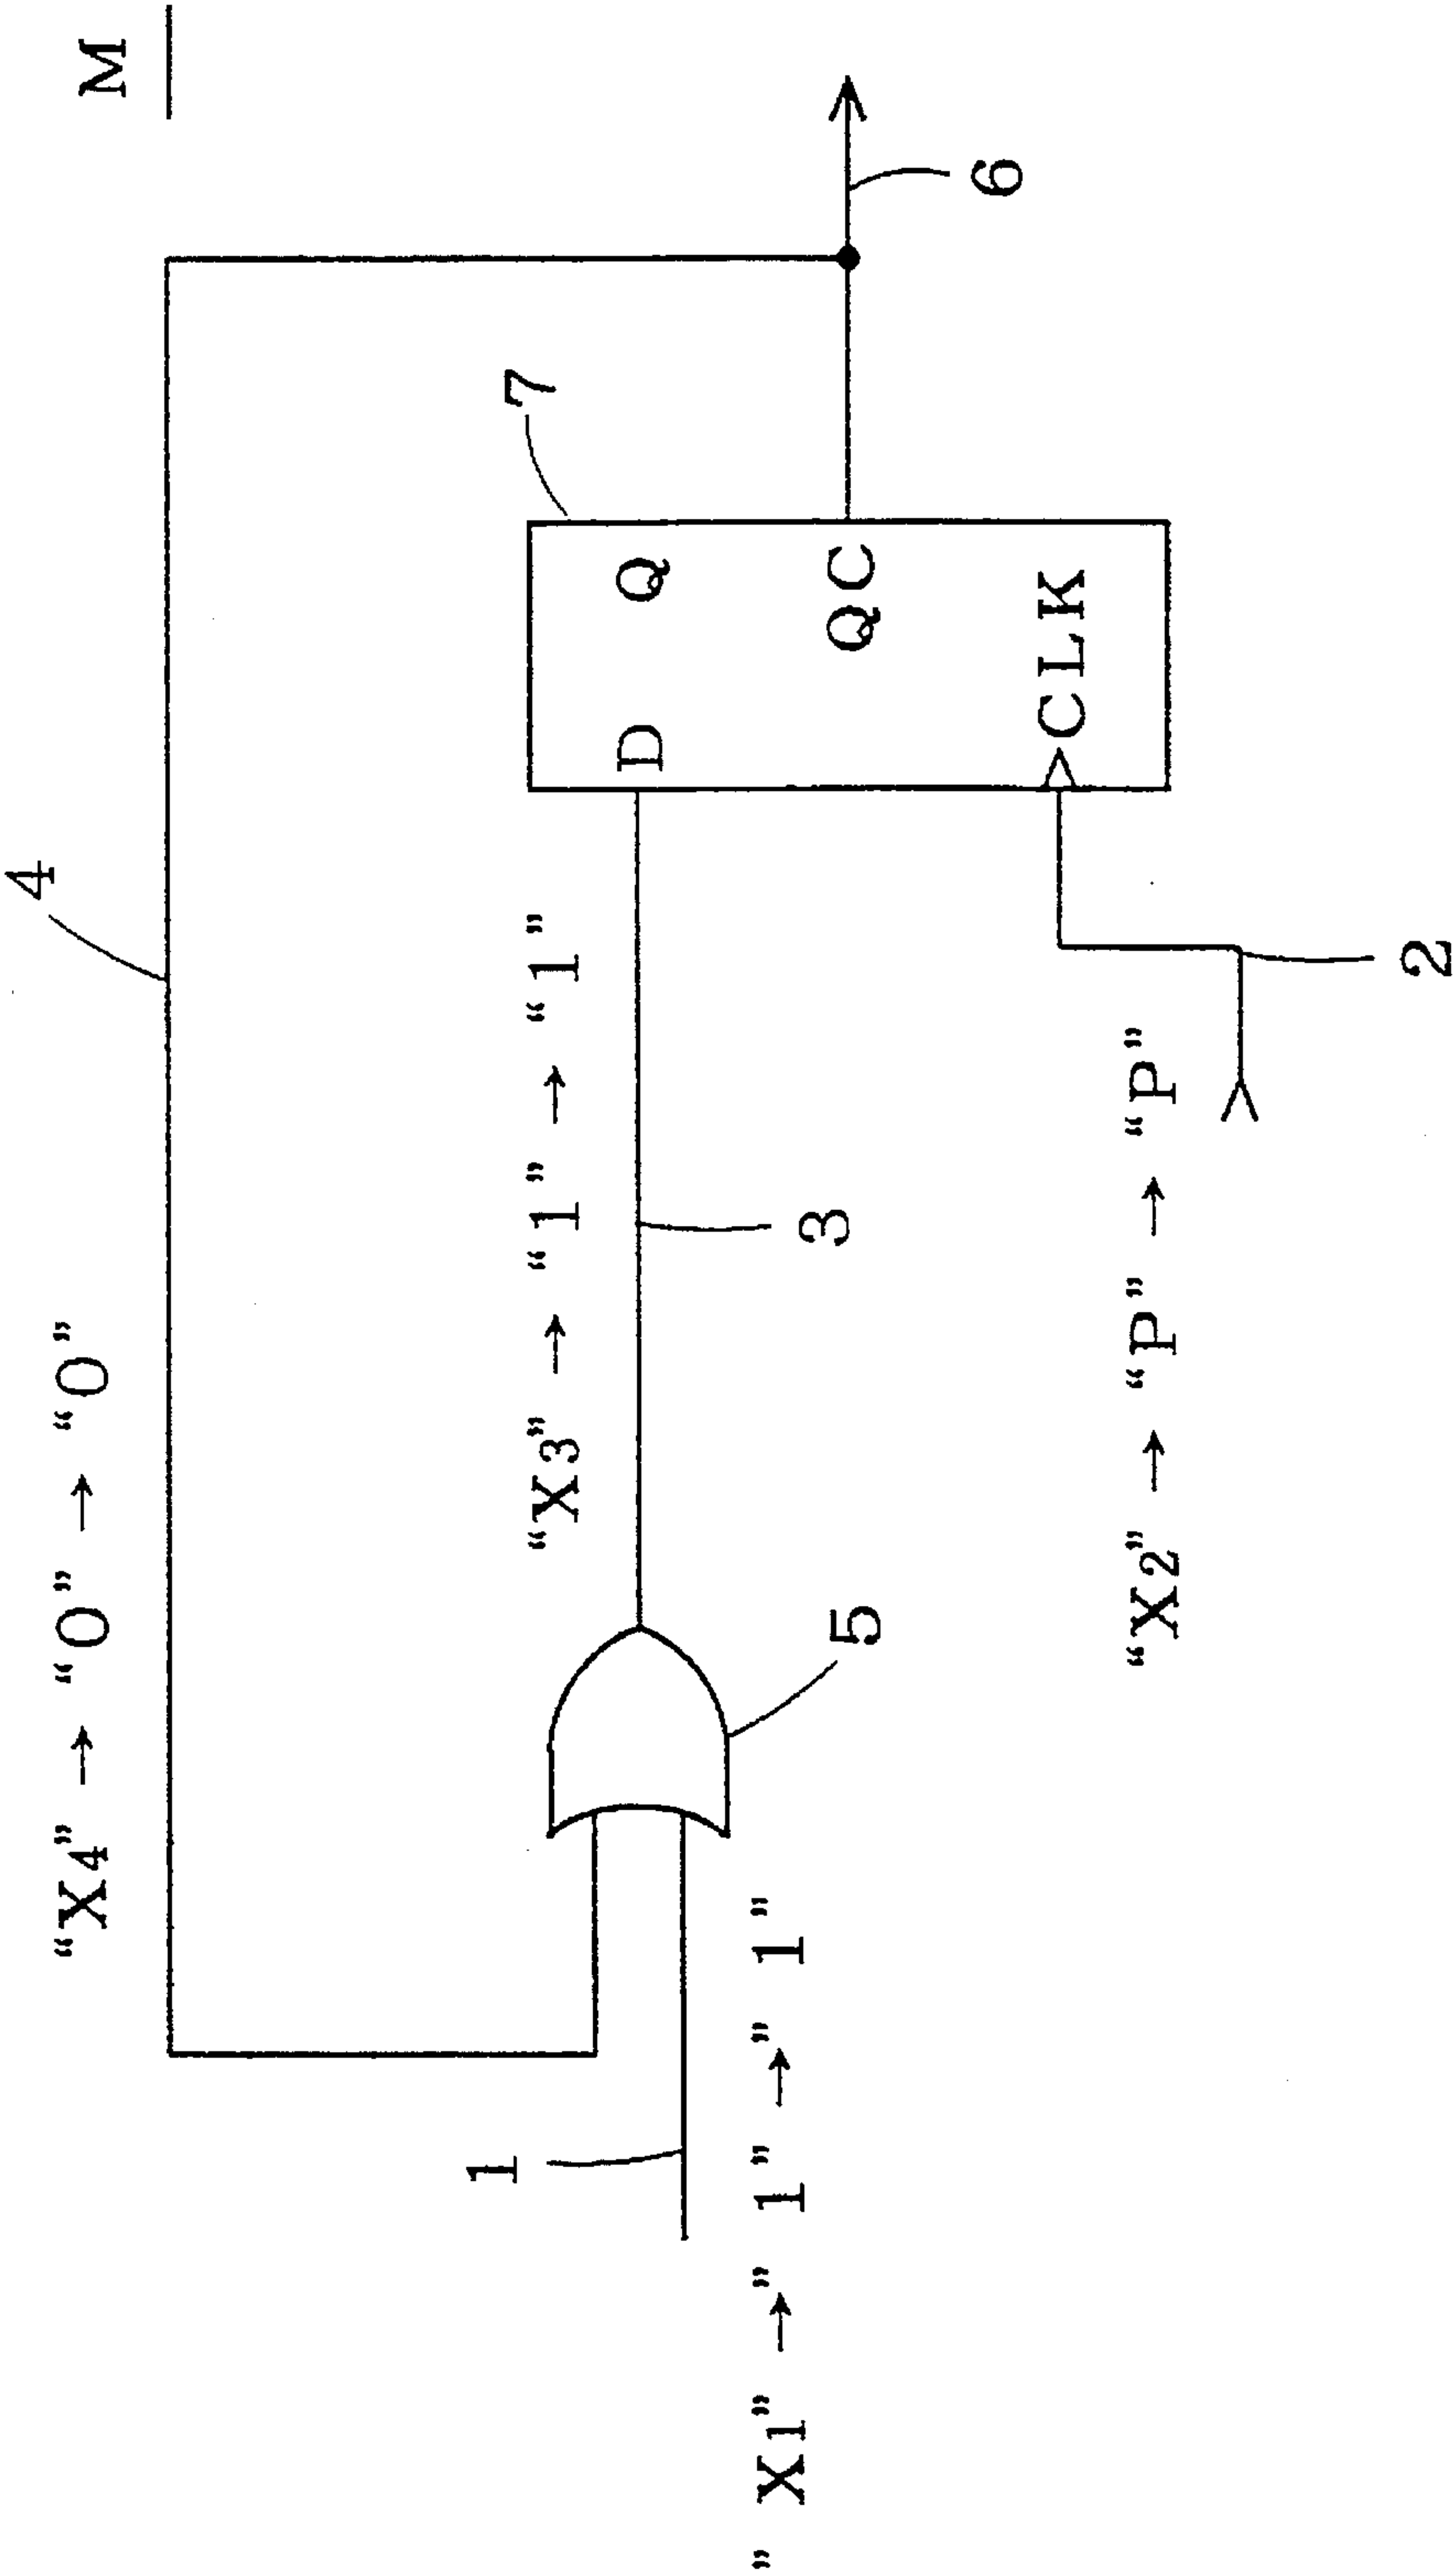 M
4
“X4” → “0” → “0”
7
D Q
QC
CLK
6
“X3” → “1” → “1”
3
5
1
” X1” →” 1” →” 1”
“X2” → “P” → “P”
2